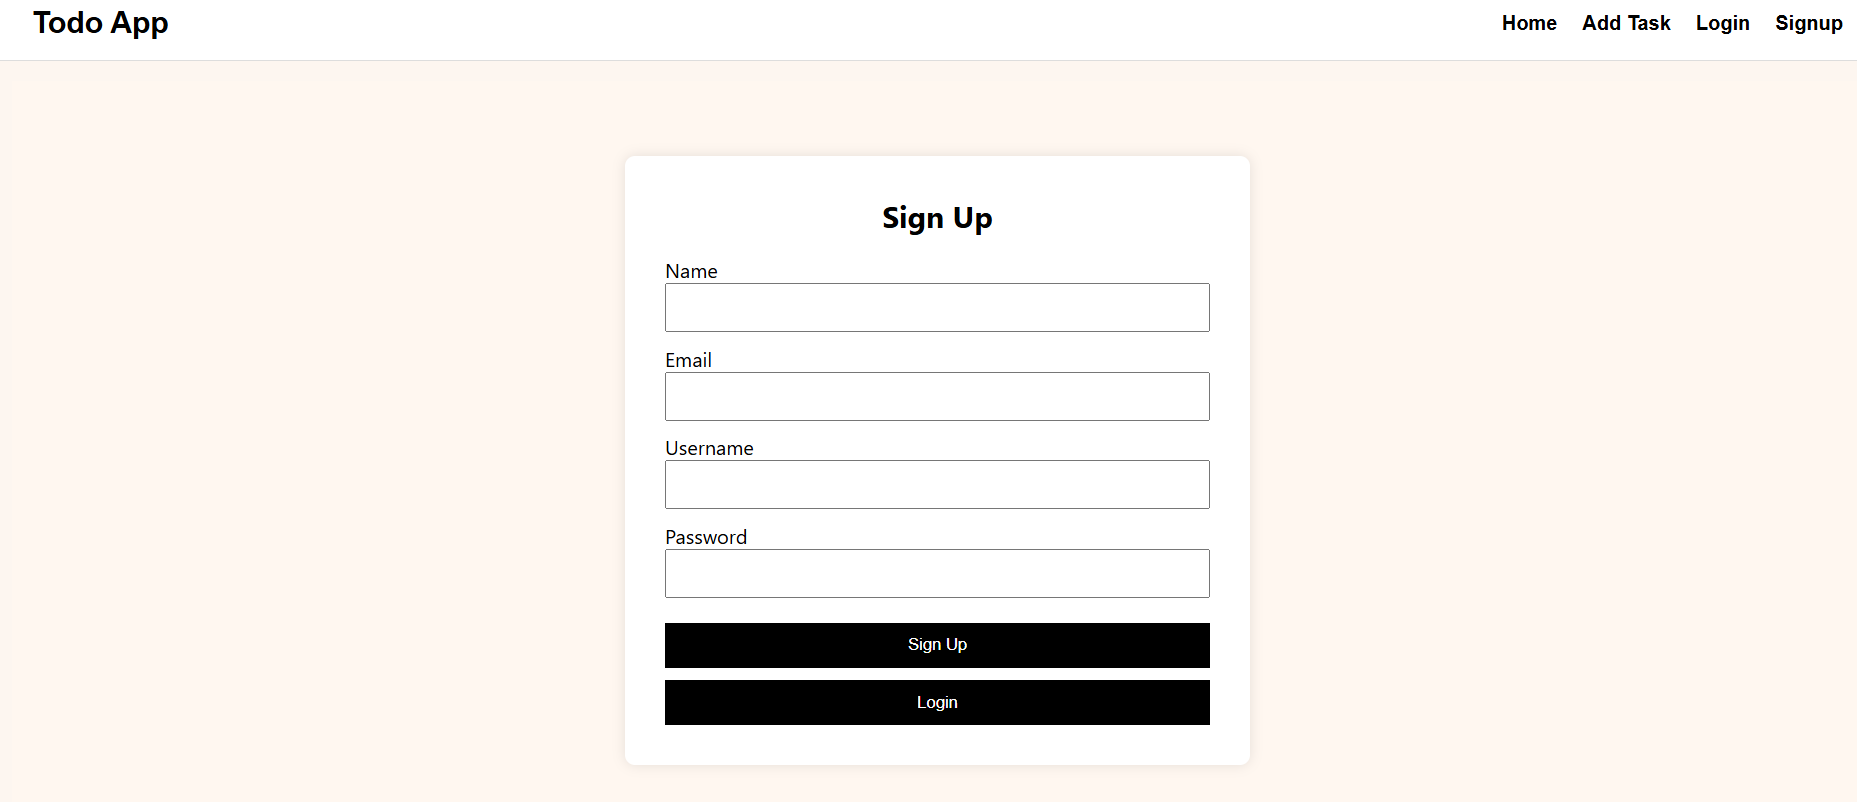 Todo App
Home Add Task Login Signup
Sign Up
Name
Email
Username
Password
Sign Up
Login